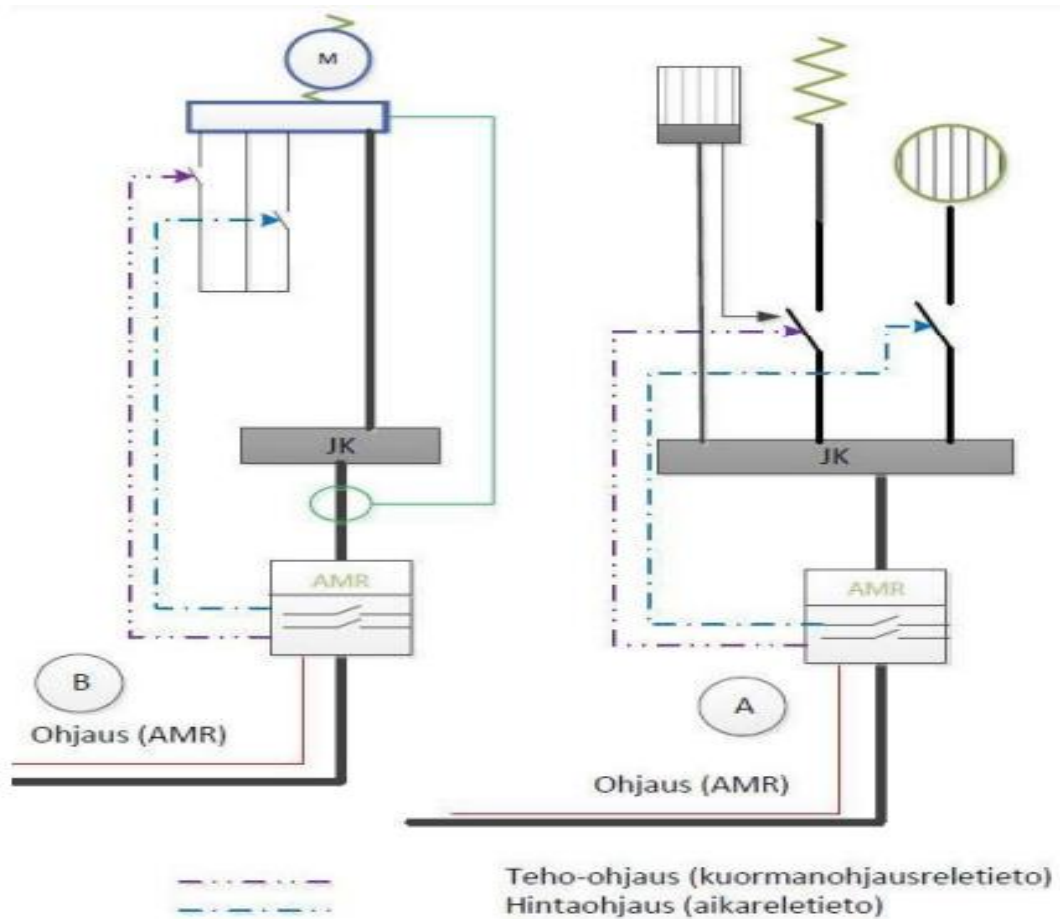 M
JK
JK
AMR
AMR
B
A
Ohjaus (AMR)
Ohjaus (AMR)
Teho-ohjaus (kuormanohjausreletieto)
Hintaohjaus (aikareletieto)